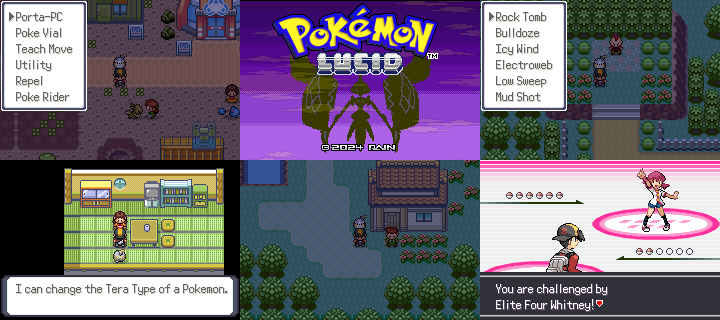 Porta-PC
Poke Vial
Teach Move
Utility
Repel
Poke Rider
POKéMON
LUCID
TM
© 2024 RAIN
Rock Tomb
Bulldoze
Icy Wind
Electroweb
Low Sweep
Mud Shot
I can change the Tera Type of a Pokemon.
You are challenged by
Elite Four Whitney!